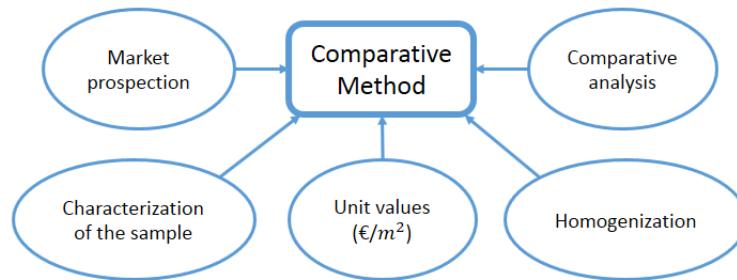 Market
prospection
Comparative
Method
Comparative
analysis
Characterization
of the sample
Unit values
(€/m²)
Homogenization